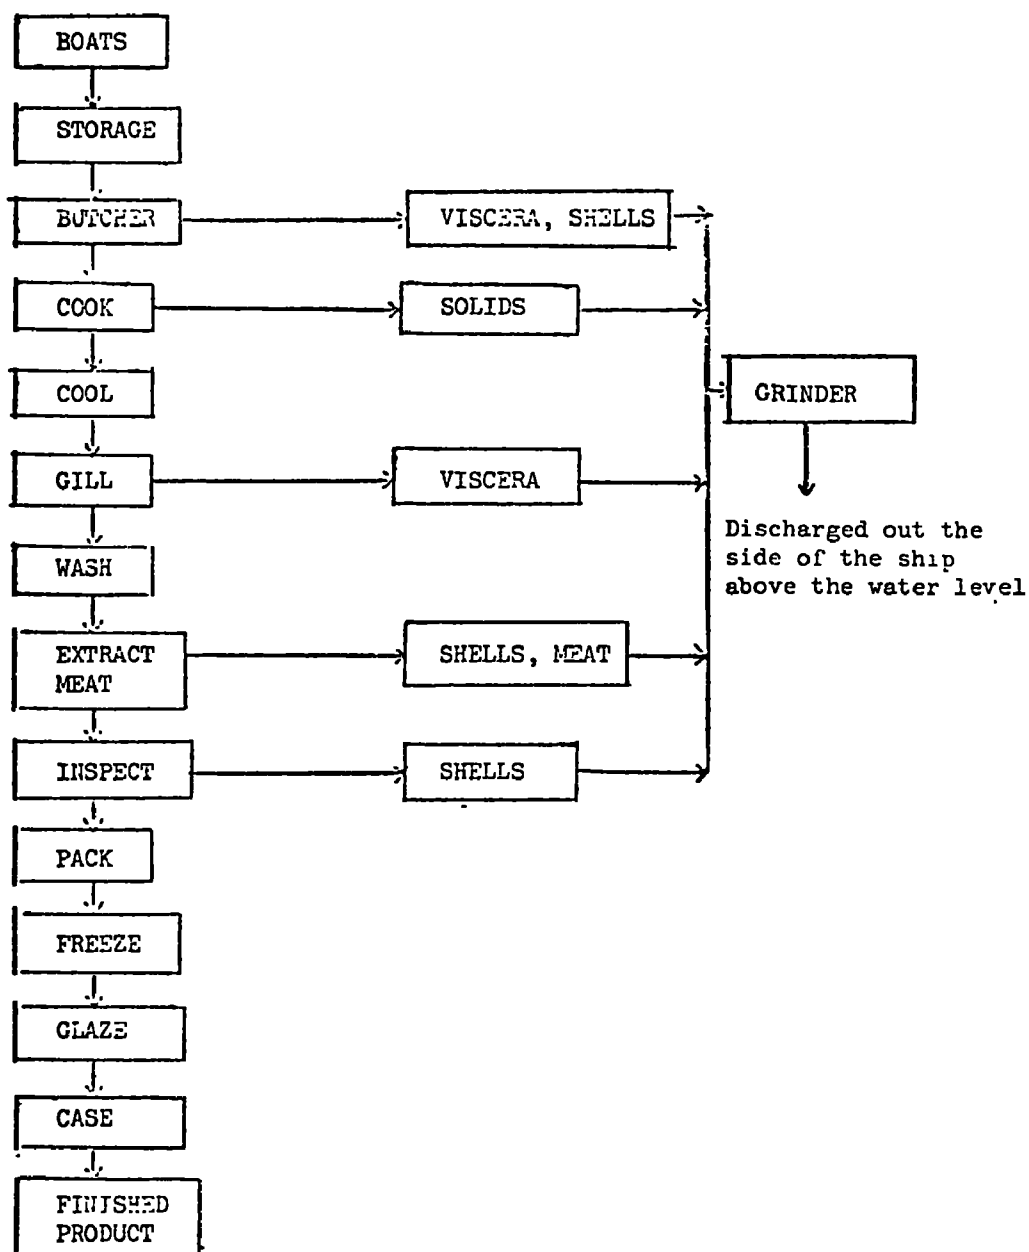 BOATS
STORAGE
BUTCHER
VISCERA, SHELLS
COOK
SOLIDS
COOL
GRINDER
GILL
VISCERA
Discharged out the
side of the ship
above the water level
WASH
EXTRACT
MEAT
SHELLS, MEAT
INSPECT
SHELLS
PACK
FREEZE
GLAZE
CASE
FINISHED
PRODUCT